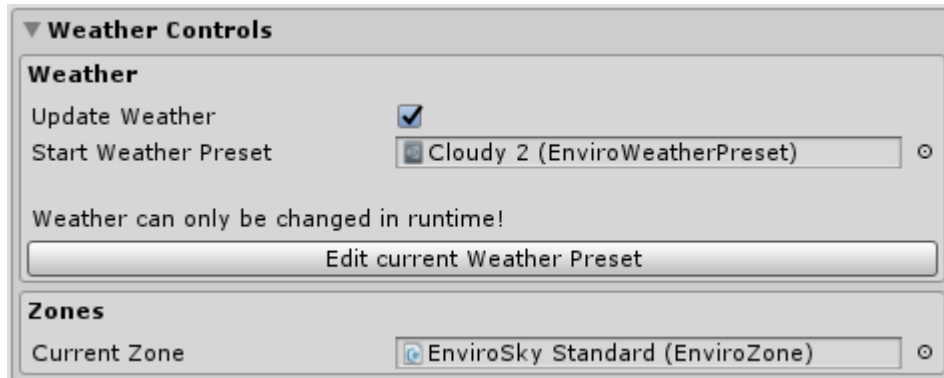 Weather Controls
Weather
Update Weather
Start Weather Preset Cloudy 2 (EnviroWeatherPreset)
Weather can only be changed in runtime!
Edit current Weather Preset
Zones
Current Zone EnviroSky Standard (EnviroZone)